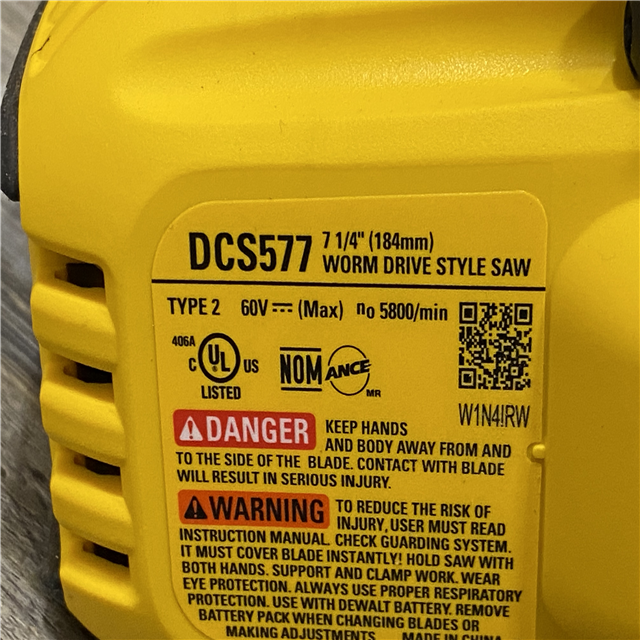 DCS577 7 1/4" (184mm)
WORM DRIVE STYLE SAW
TYPE 2 60V⎓ (Max) no 5800/min
406A
C UL US
LISTED
NOM ANCE
MR
W1N4!RW
DANGER KEEP HANDS
AND BODY AWAY FROM AND
TO THE SIDE OF THE BLADE. CONTACT WITH BLADE
WILL RESULT IN SERIOUS INJURY.
WARNING TO REDUCE THE RISK OF
INJURY, USER MUST READ
INSTRUCTION MANUAL. CHECK GUARDING SYSTEM.
IT MUST COVER BLADE INSTANTLY! HOLD SAW WITH
BOTH HANDS. SUPPORT AND CLAMP WORK. WEAR
EYE PROTECTION. ALWAYS USE PROPER RESPIRATORY
PROTECTION. USE WITH DEWALT BATTERY. REMOVE
BATTERY PACK WHEN CHANGING BLADES OR
MAKING ADJUSTMENTS. MADE IN CHINA